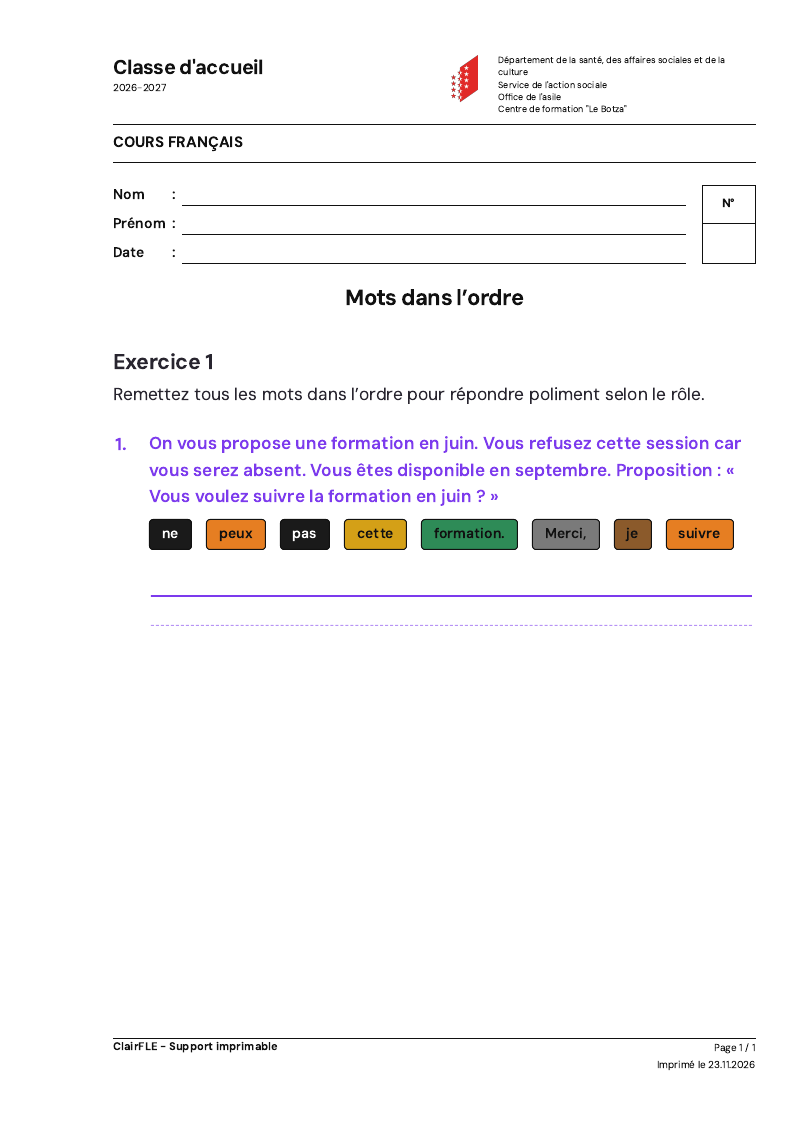 Classe d'accueil
2026-2027
Département de la santé, des affaires sociales et de la
culture
Service de l'action sociale
Office de l'asile
Centre de formation "Le Botza"
COURS FRANÇAIS
Nom :
Prénom :
Date :
N°
Mots dans l’ordre
Exercice 1
Remettez tous les mots dans l’ordre pour répondre poliment selon le rôle.
1. On vous propose une formation en juin. Vous refusez cette session car
vous serez absent. Vous êtes disponible en septembre. Proposition : «
Vous voulez suivre la formation en juin ? »
ne peux pas cette formation. Merci, je suivre
ClairFLE - Support imprimable
Page 1 / 1
Imprimé le 23.11.2026